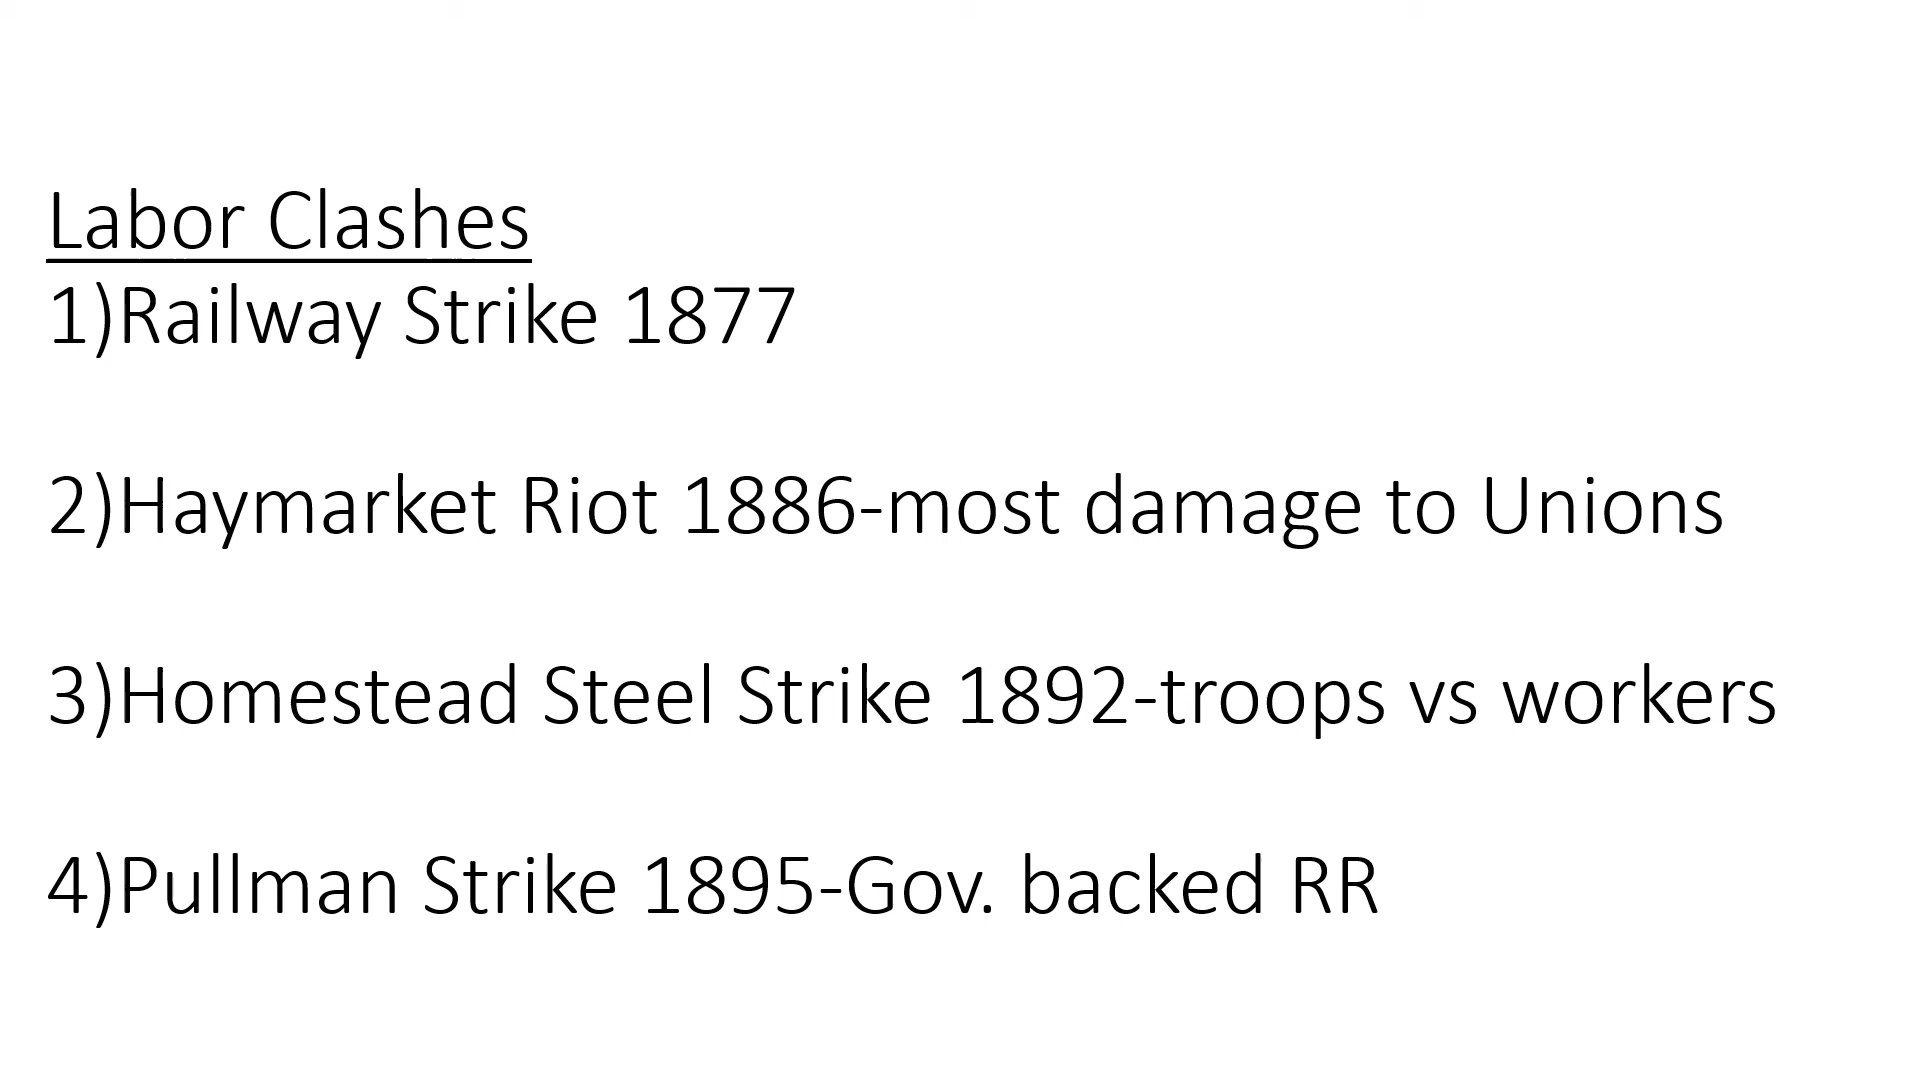 Labor Clashes
1)Railway Strike 1877
2)Haymarket Riot 1886-most damage to Unions
3)Homestead Steel Strike 1892-troops vs workers
4)Pullman Strike 1895-Gov. backed RR